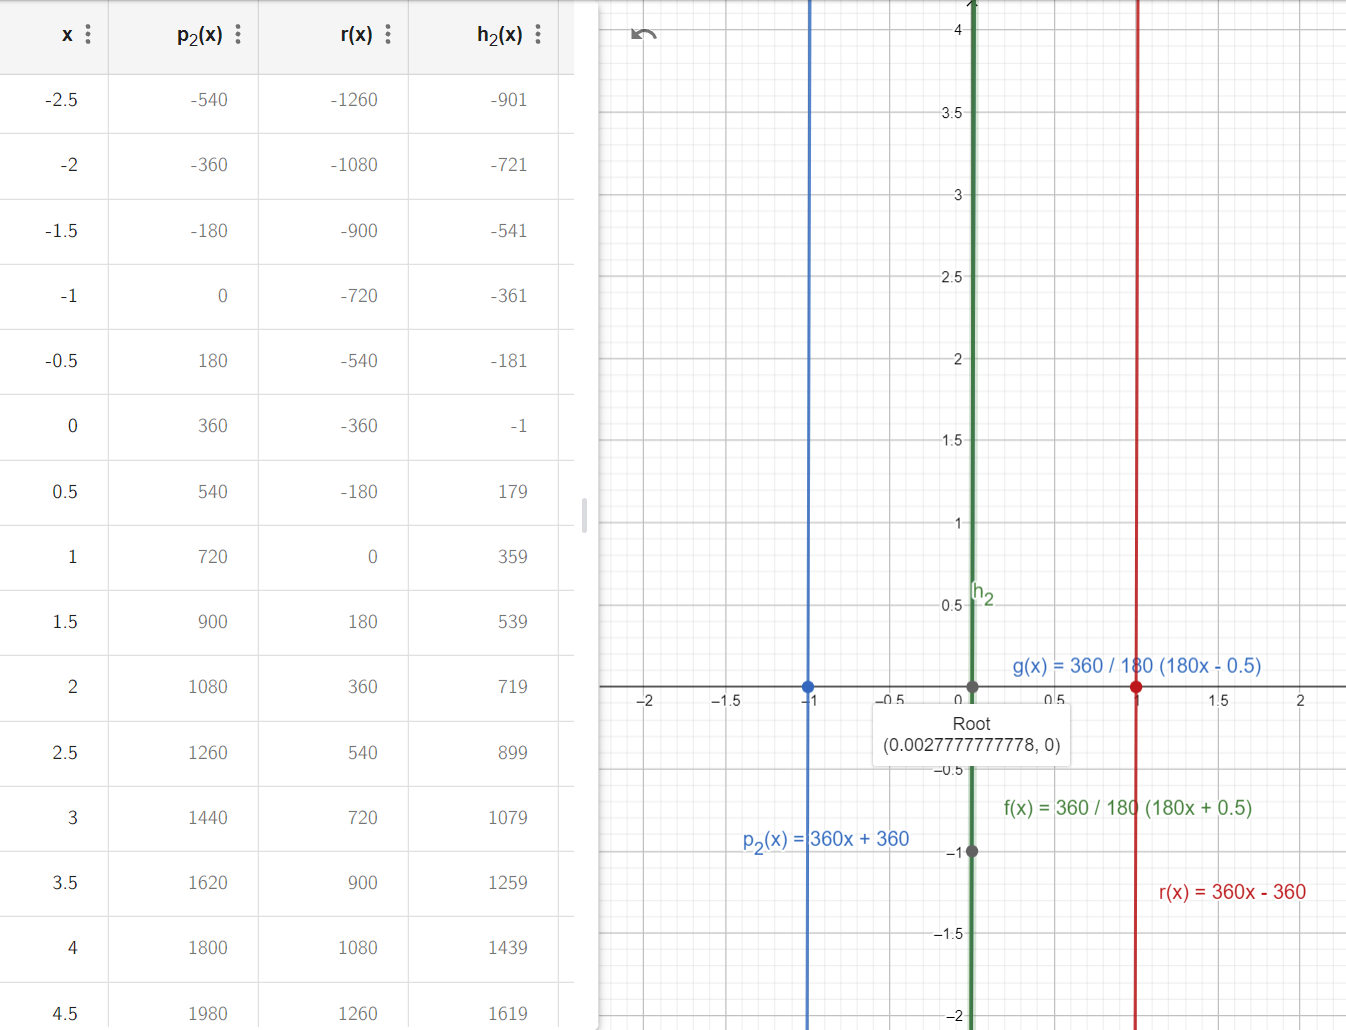 x p₂(x) r(x) h₂(x)
-2.5 -540 -1260 -901
-2 -360 -1080 -721
-1.5 -180 -900 -541
-1 0 -720 -361
-0.5 180 -540 -181
0 360 -360 -1
0.5 540 -180 179
1 720 0 359
1.5 900 180 539
2 1080 360 719
2.5 1260 540 899
3 1440 720 1079
3.5 1620 900 1259
4 1800 1080 1439
4.5 1980 1260 1619
4
3.5
3
2.5
2
1.5
1
h₂
0.5
g(x) = 360 / 180 (180x - 0.5)
–2 –1.5 –1 –0.5 0 0.5 1 1.5 2
Root
(0.0027777777778, 0)
–0.5
f(x) = 360 / 180 (180x + 0.5)
p₂(x) = 360x + 360
–1
r(x) = 360x - 360
–1.5
–2